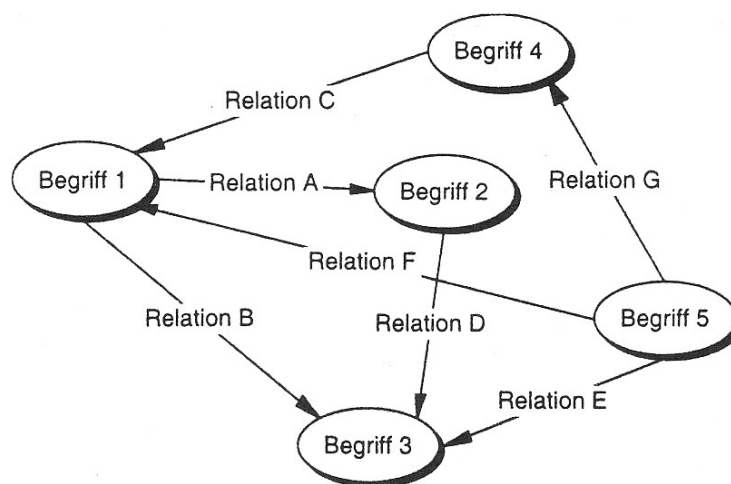 Begriff 4
Relation C
Begriff 1
Relation A
Begriff 2
Relation G
Relation F
Relation B
Relation D
Begriff 5
Relation E
Begriff 3